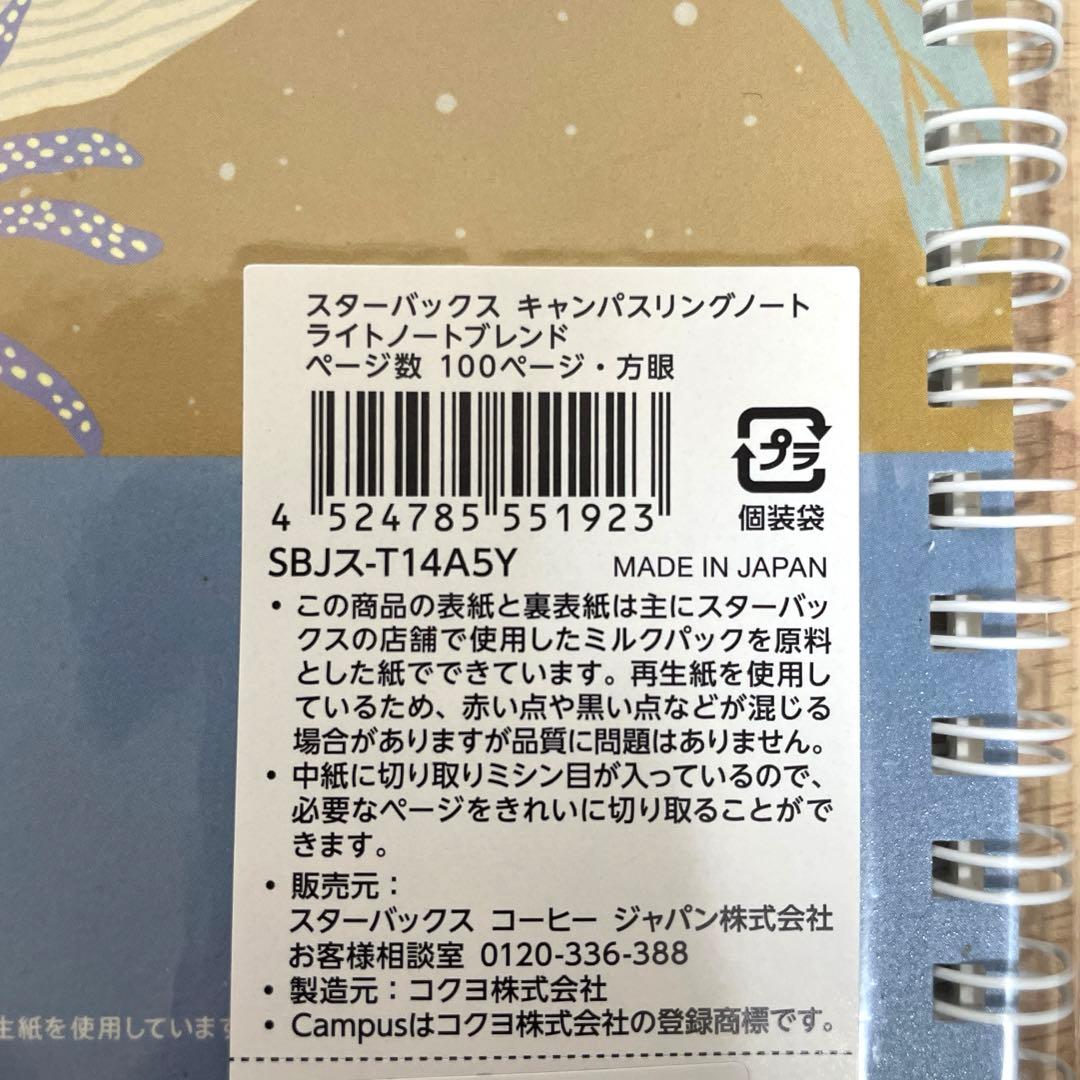 スターバックス キャンパスリングノート
ライトノートブレンド
ページ数 100ページ・方眼
プラ
個装袋
4 524785 551923
SBJス-T14A5Y MADE IN JAPAN
・この商品の表紙と裏表紙は主にスターバッ
クスの店舗で使用したミルクパックを原料
とした紙でできています。再生紙を使用し
ているため、赤い点や黒い点などが混じる
場合がありますが品質に問題はありません。
・中紙に切り取りミシン目が入っているので、
必要なページをきれいに切り取ることがで
きます。
・販売元：
スターバックス コーヒー ジャパン株式会社
お客様相談室 0120-336-388
・製造元：コクヨ株式会社
・Campusはコクヨ株式会社の登録商標です。
生紙を使用しています